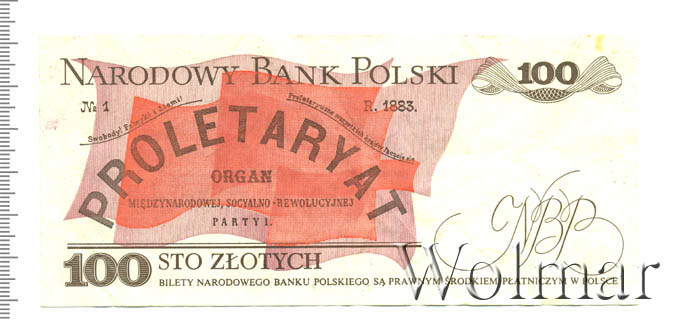 NARODOWY BANK POLSKI
100
№ 1
R. 1883.
Swobody! Fabryki i Ziemi!
Proletaryusze wszystkich krajów łączcie się
PROLETARYAT
ORGAN
MIĘDZYNARODOWEJ, SOCYALNO-REWOLUCYJNEJ
PARTYI.
NBP
100
STO ZŁOTYCH
BILETY NARODOWEGO BANKU POLSKIEGO SĄ PRAWNYM ŚRODKIEM PŁATNICZYM W POLSCE
Wolmar